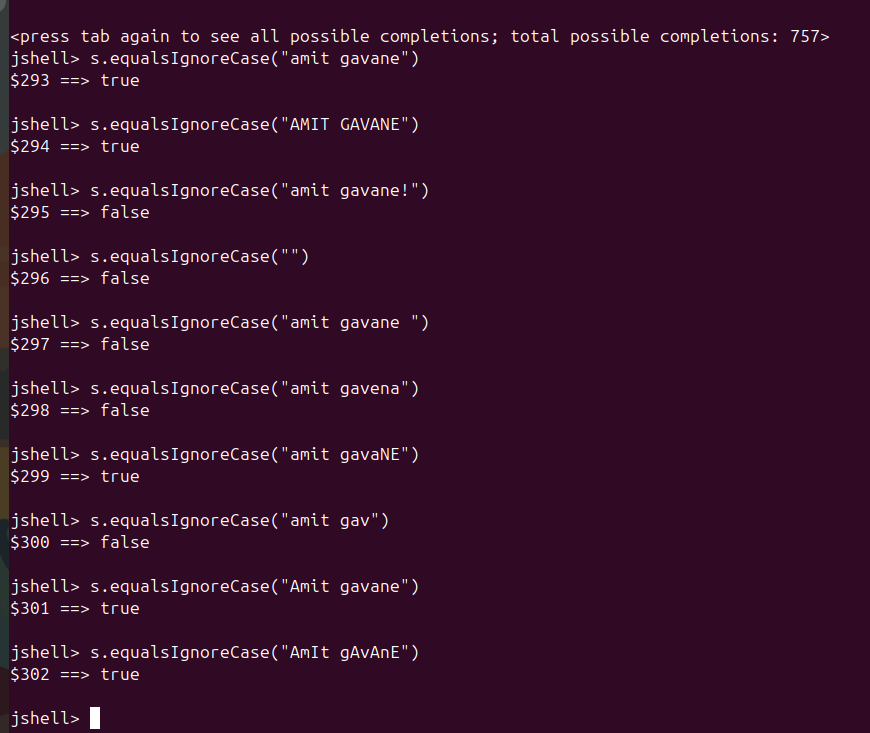 <press tab again to see all possible completions; total possible completions: 757>
jshell> s.equalsIgnoreCase("amit gavane")
$293 ==> true
jshell> s.equalsIgnoreCase("AMIT GAVANE")
$294 ==> true
jshell> s.equalsIgnoreCase("amit gavane!")
$295 ==> false
jshell> s.equalsIgnoreCase("")
$296 ==> false
jshell> s.equalsIgnoreCase("amit gavane ")
$297 ==> false
jshell> s.equalsIgnoreCase("amit gavena")
$298 ==> false
jshell> s.equalsIgnoreCase("amit gavaNE")
$299 ==> true
jshell> s.equalsIgnoreCase("amit gav")
$300 ==> false
jshell> s.equalsIgnoreCase("Amit gavane")
$301 ==> true
jshell> s.equalsIgnoreCase("AmIt gAvAnE")
$302 ==> true
jshell>